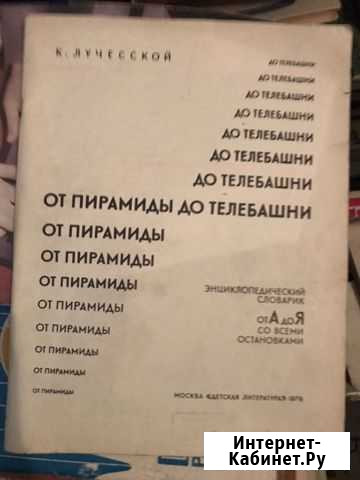 К. ЛУЧЕССКОЙ
ДО ТЕЛЕБАШНИ
ДО ТЕЛЕБАШНИ
ДО ТЕЛЕБАШНИ
ДО ТЕЛЕБАШНИ
ДО ТЕЛЕБАШНИ
ДО ТЕЛЕБАШНИ
ДО ТЕЛЕБАШНИ
ОТ ПИРАМИДЫ ДО ТЕЛЕБАШНИ
ОТ ПИРАМИДЫ
ОТ ПИРАМИДЫ
ОТ ПИРАМИДЫ
ОТ ПИРАМИДЫ
ОТ ПИРАМИДЫ
ОТ ПИРАМИДЫ
ОТ ПИРАМИДЫ
ОТ ПИРАМИДЫ
ЭНЦИКЛОПЕДИЧЕСКИЙ
СЛОВАРИК
ОТ А ДО Я
СО ВСЕМИ
ОСТАНОВКАМИ
МОСКВА «ДЕТСКАЯ ЛИТЕРАТУРА»
Интернет-
Кабинет.Ру